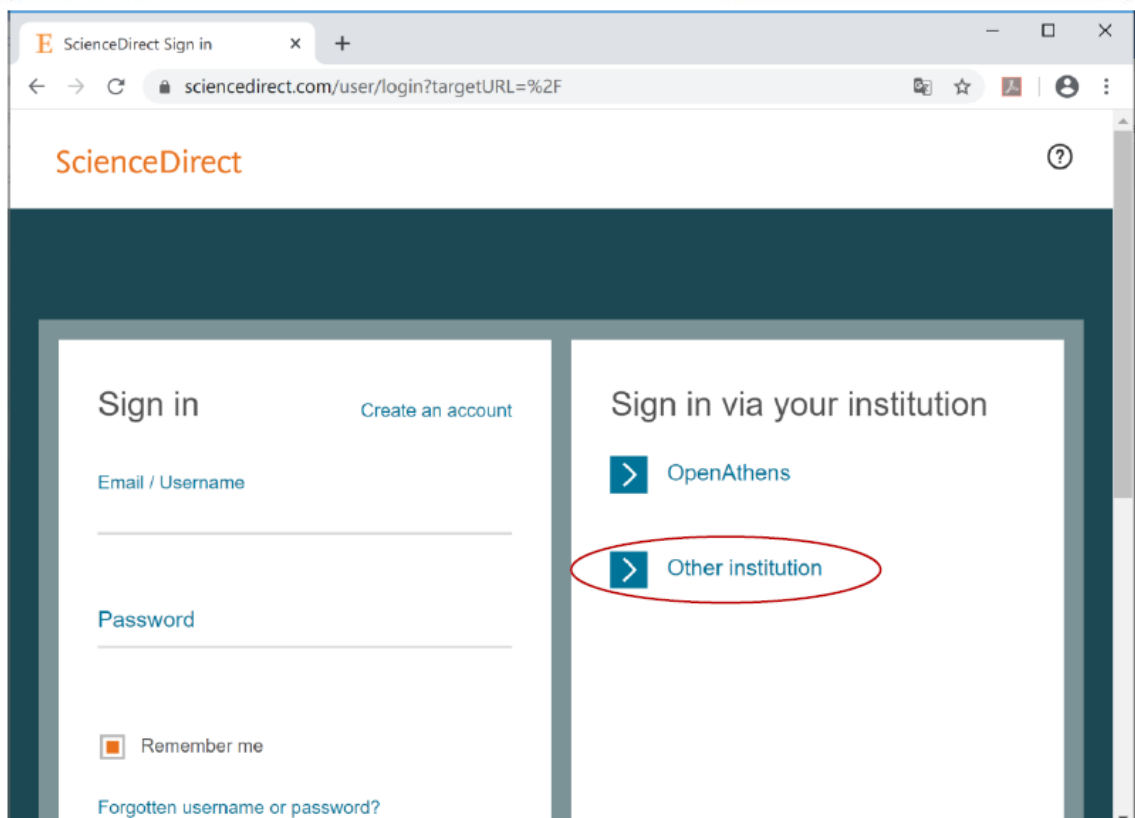 ScienceDirect Sign in
sciencedirect.com/user/login?targetURL=%2F
ScienceDirect
Sign in
Create an account
Email / Username
Password
Remember me
Forgotten username or password?
Sign in via your institution
OpenAthens
Other institution